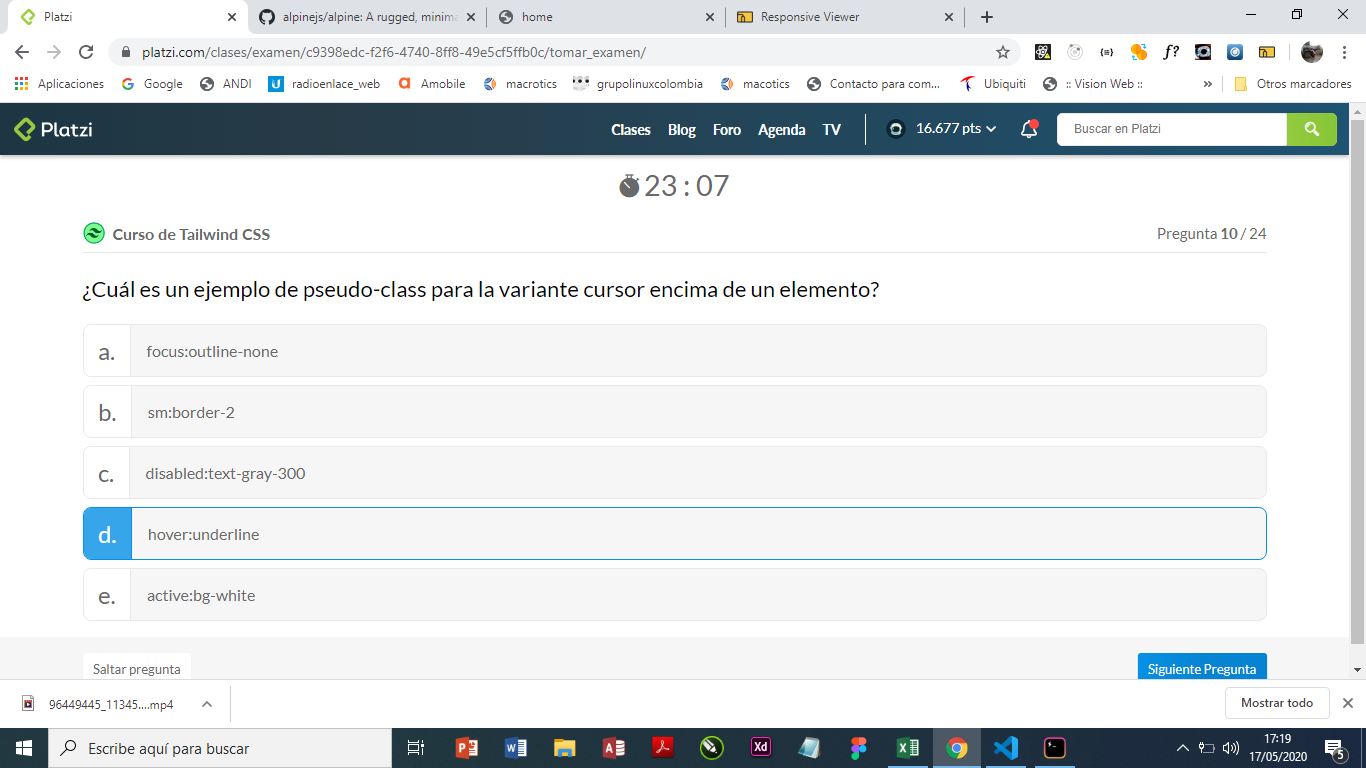 Platzi
alpinejs/alpine: A rugged, minima
home
Responsive Viewer
platzi.com/clases/examen/c9398edc-f2f6-4740-8ff8-49e5cf5ffb0c/tomar_examen/
Aplicaciones
Google
ANDI
radioenlace_web
Amobile
macrotics
grupolinuxcolombia
macotics
Contacto para com...
Ubiquiti
:: Vision Web ::
»
Otros marcadores
Platzi
Clases
Blog
Foro
Agenda
TV
16.677 pts
Buscar en Platzi
23 : 07
Curso de Tailwind CSS
Pregunta 10 / 24
¿Cuál es un ejemplo de pseudo-class para la variante cursor encima de un elemento?
a. focus:outline-none
b. sm:border-2
c. disabled:text-gray-300
d. hover:underline
e. active:bg-white
Saltar pregunta
Siguiente Pregunta
96449445_11345....mp4
Mostrar todo
Escribe aquí para buscar
17:19
17/05/2020
5